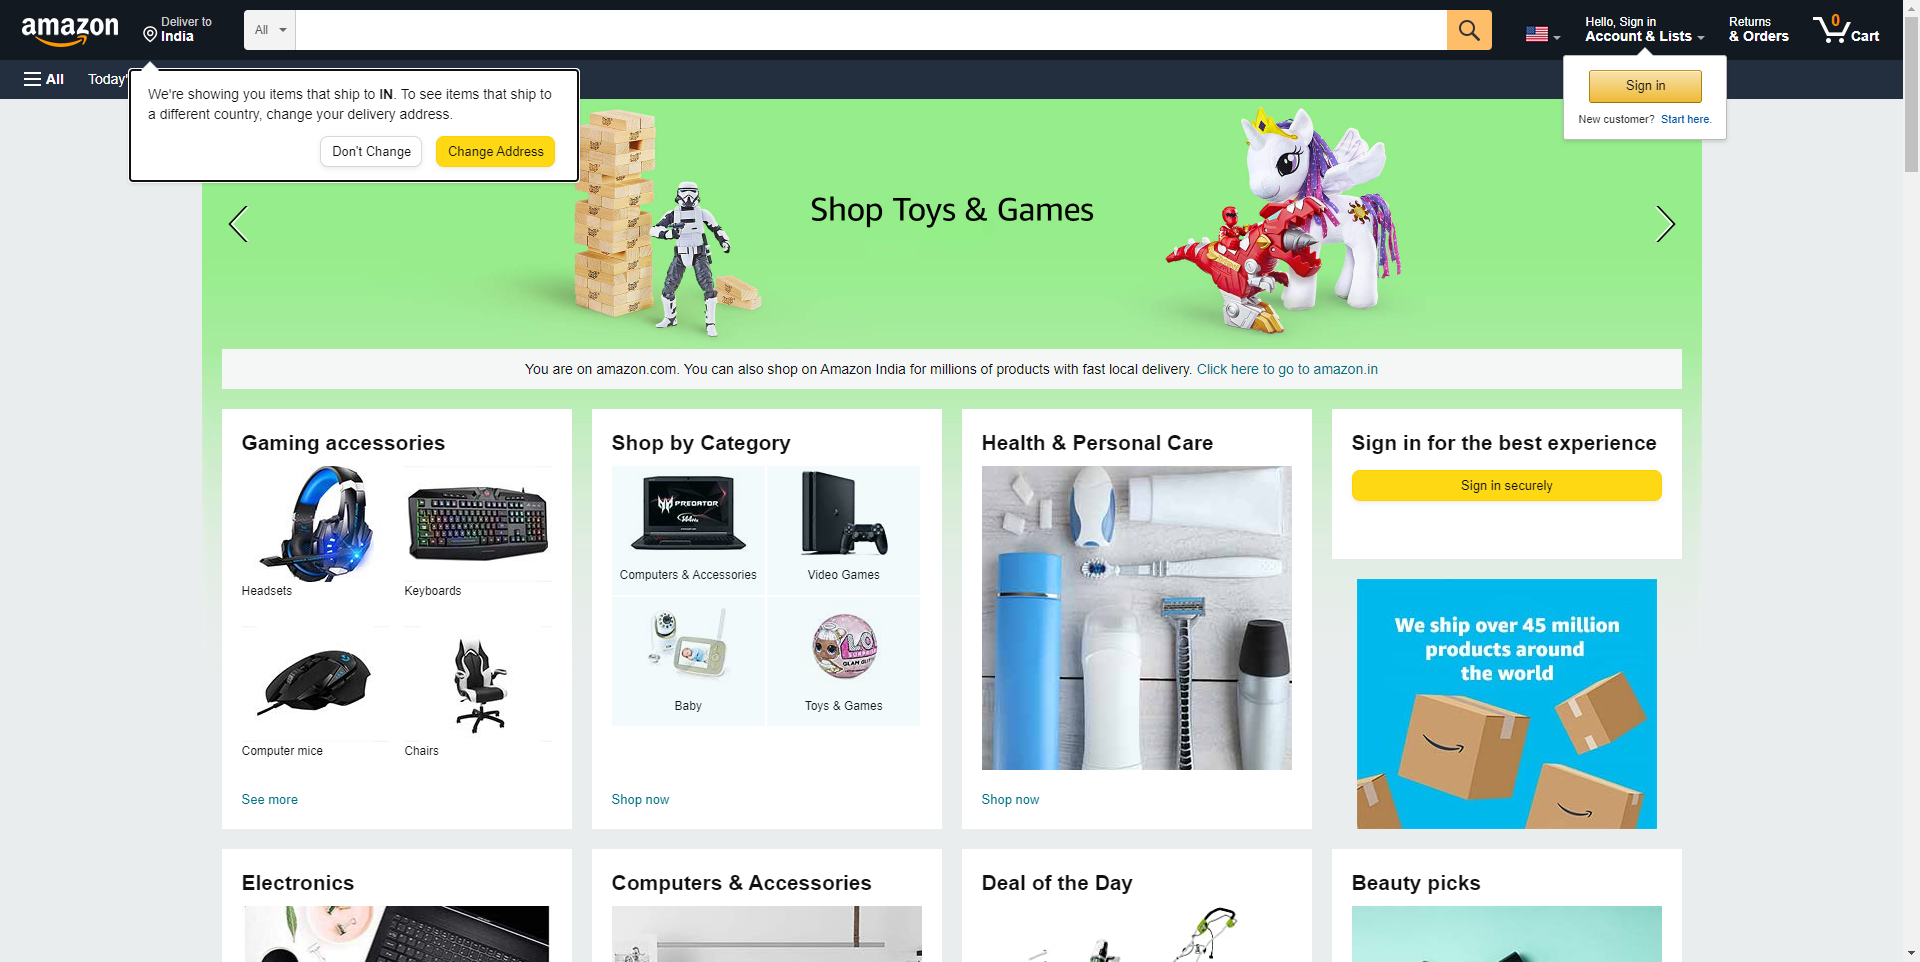 amazon
Deliver to
India
All
Hello, Sign in
Account & Lists
Returns
& Orders
0
Cart
All
Today'
We're showing you items that ship to IN. To see items that ship to
a different country, change your delivery address.
Don't Change
Change Address
Sign in
New customer? Start here.
Shop Toys & Games
You are on amazon.com. You can also shop on Amazon India for millions of products with fast local delivery. Click here to go to amazon.in
Gaming accessories
Headsets
Keyboards
Computer mice
Chairs
See more
Shop by Category
PREDATOR
Computers & Accessories
Video Games
Baby
L.O.L
SURPRISE
Toys & Games
Shop now
Health & Personal Care
Shop now
Sign in for the best experience
Sign in securely
We ship over 45 million
products around
the world
Electronics
Computers & Accessories
Deal of the Day
Beauty picks